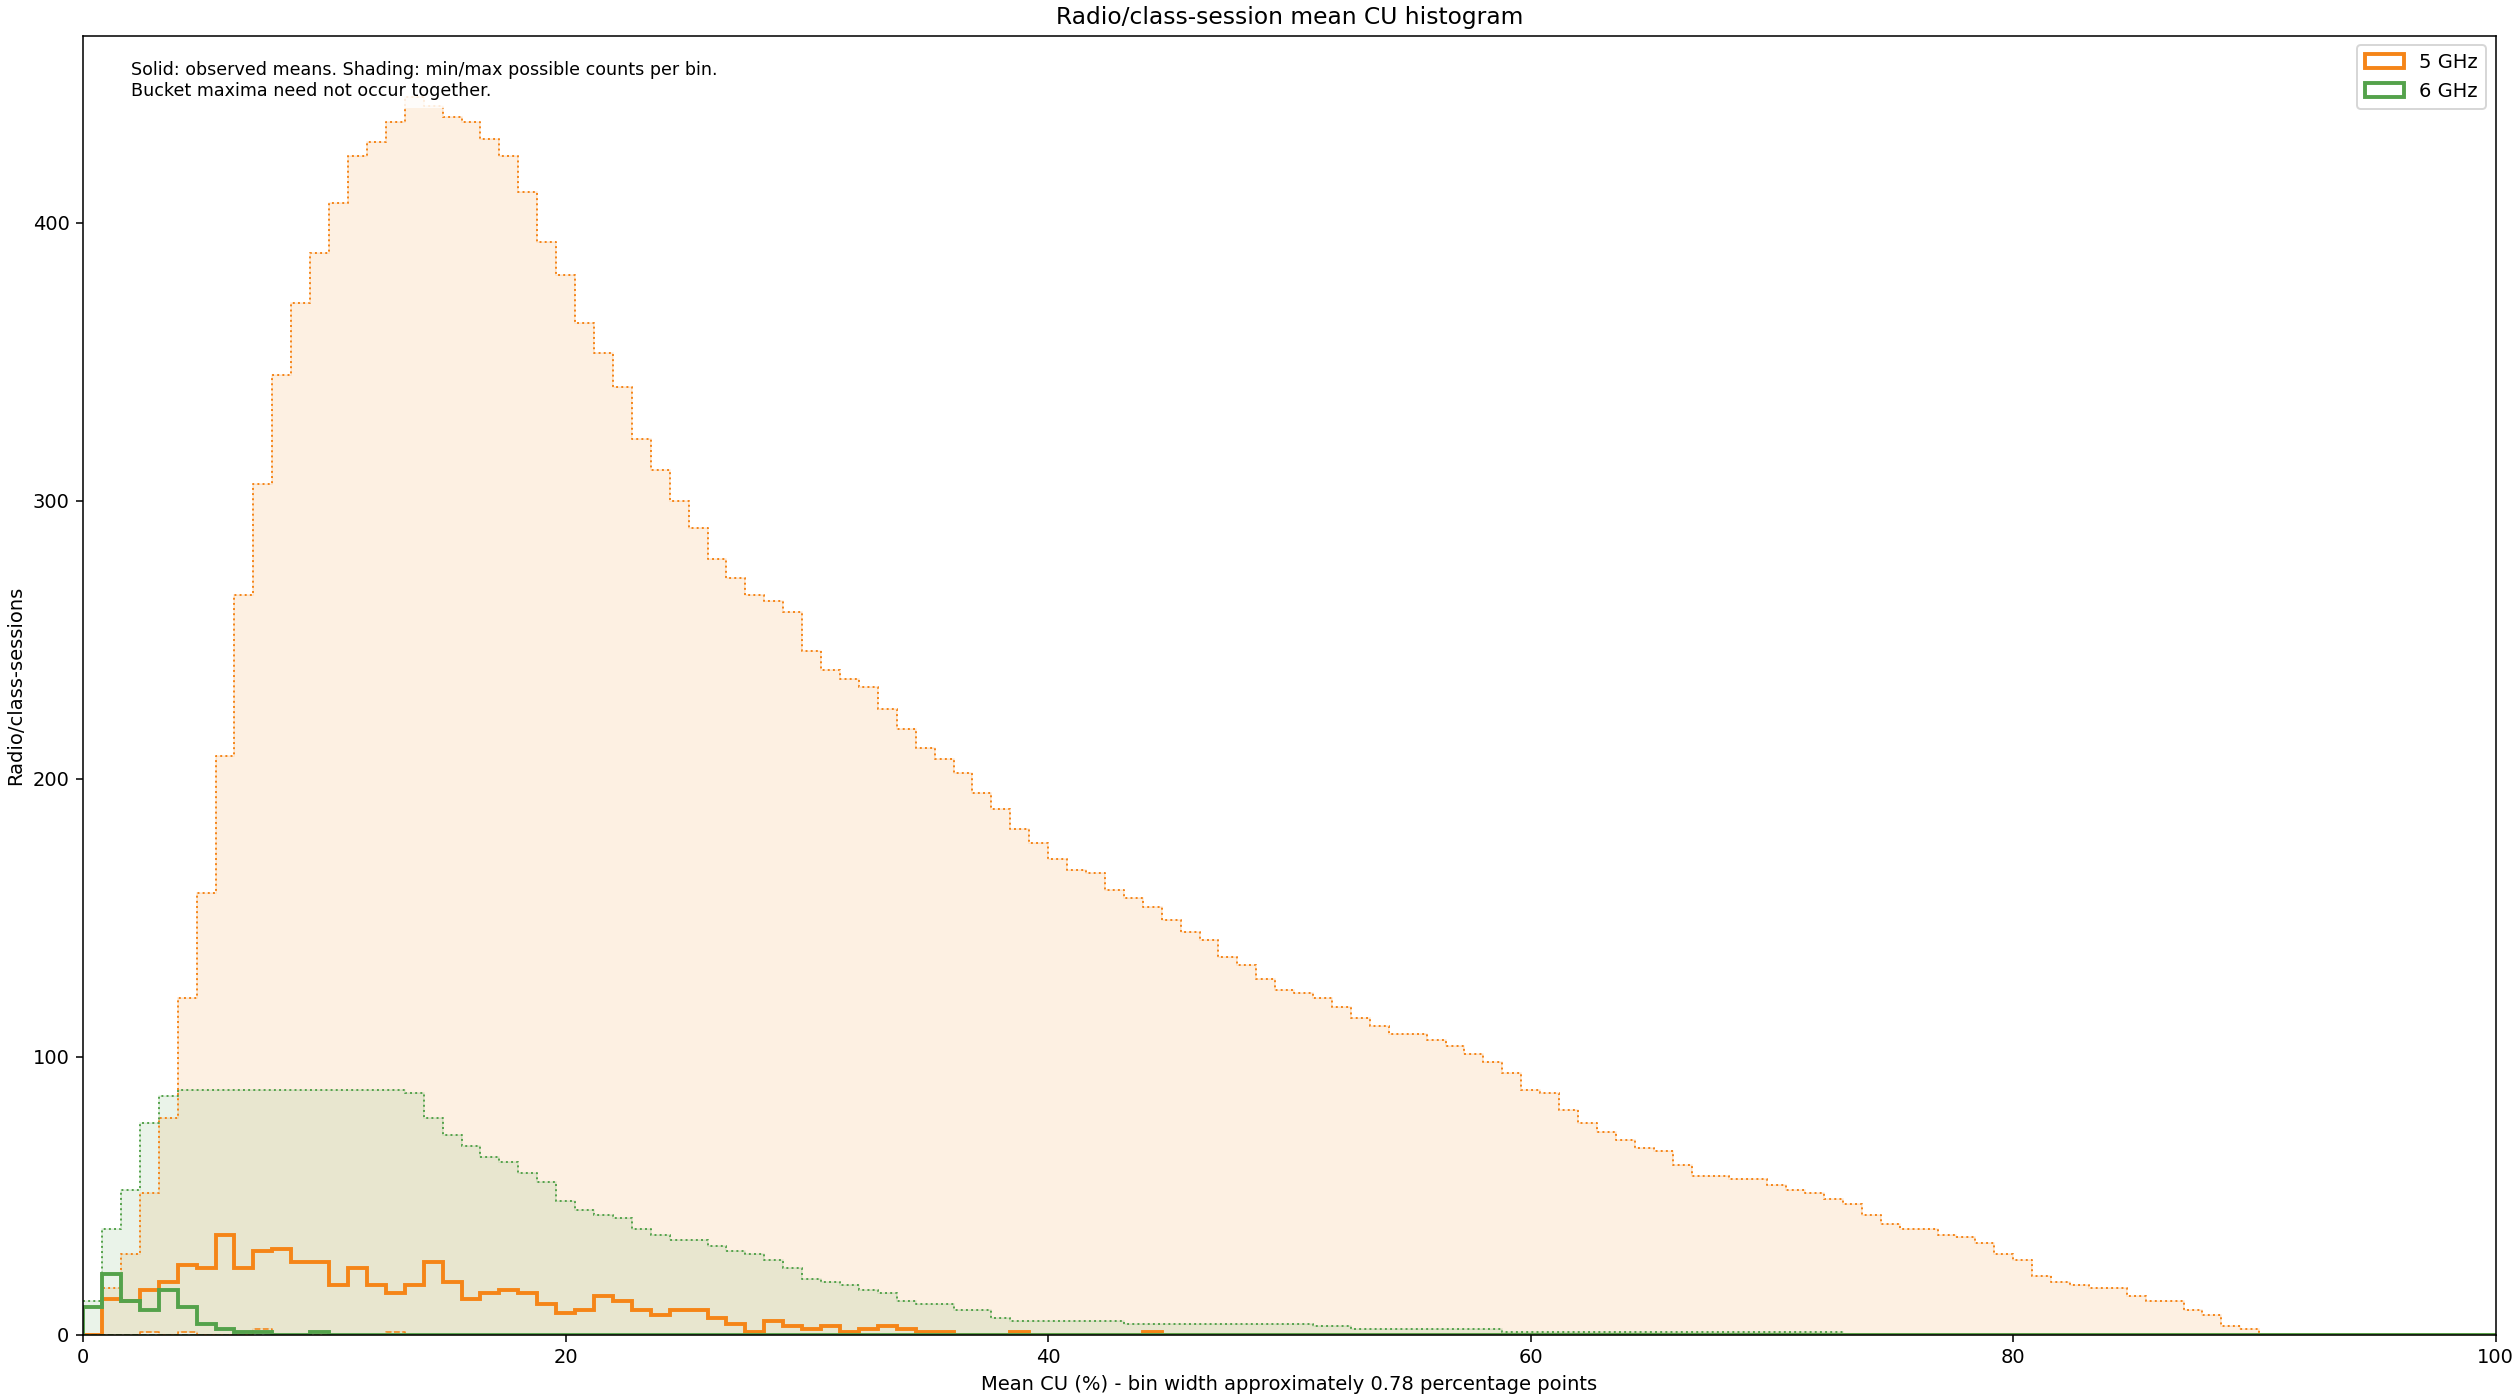 Radio/class-session mean CU histogram
Solid: observed means. Shading: min/max possible counts per bin.
Bucket maxima need not occur together.
5 GHz
6 GHz
400
300
200
100
0
Radio/class-sessions
0 20 40 60 80 100
Mean CU (%) - bin width approximately 0.78 percentage points